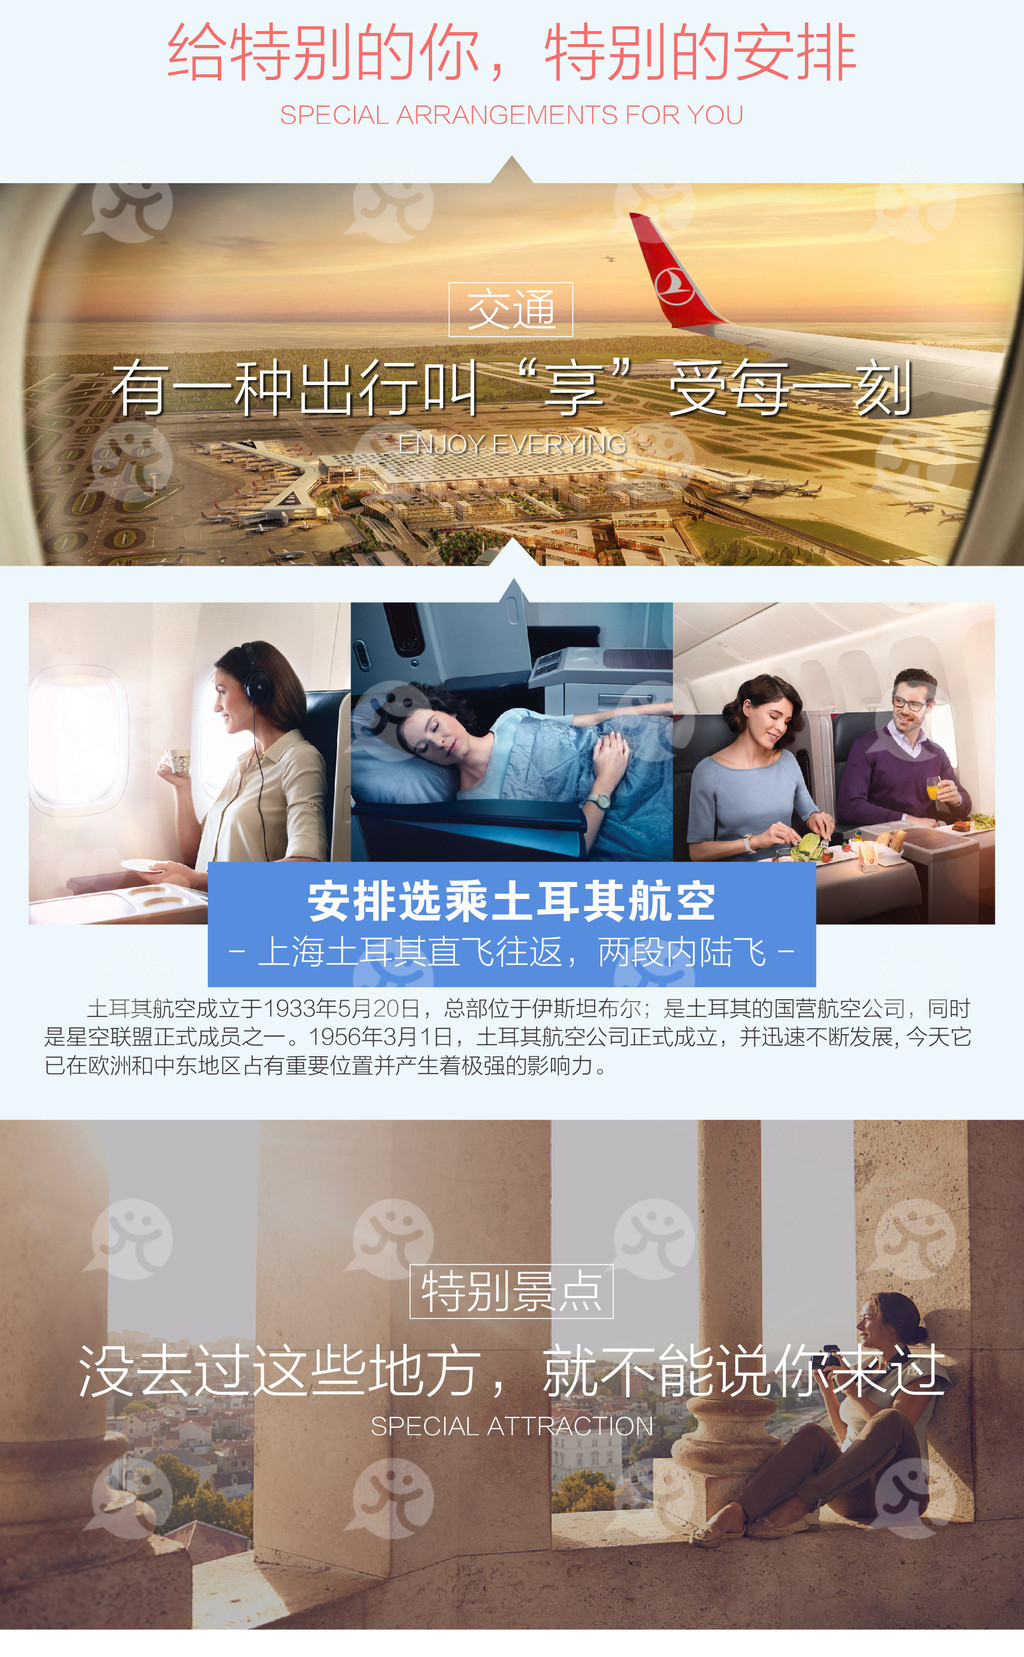 给特别的你，特别的安排
SPECIAL ARRANGEMENTS FOR YOU
交通
有一种出行叫“享”受每一刻
ENJOY EVERYING
安排选乘土耳其航空
- 上海土耳其直飞往返，两段内陆飞 -
土耳其航空成立于1933年5月20日，总部位于伊斯坦布尔；是土耳其的国营航空公司，同时
是星空联盟正式成员之一。1956年3月1日，土耳其航空公司正式成立，并迅速不断发展, 今天它
已在欧洲和中东地区占有重要位置并产生着极强的影响力。
特别景点
没去过这些地方，就不能说你来过
SPECIAL ATTRACTION